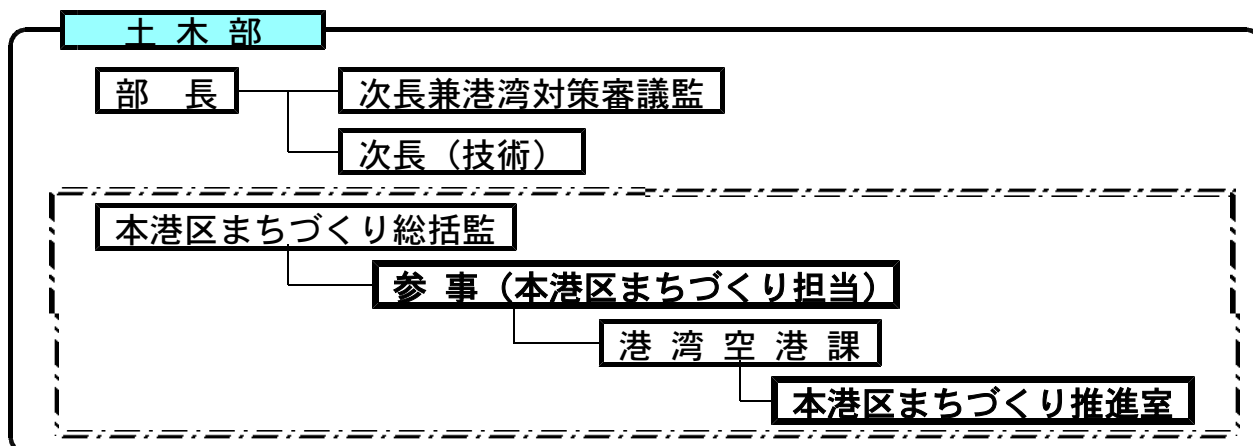 土 木 部
部 長
次長兼港湾対策審議監
次長（技術）
本港区まちづくり総括監
参 事（本港区まちづくり担当）
港 湾 空 港 課
本港区まちづくり推進室